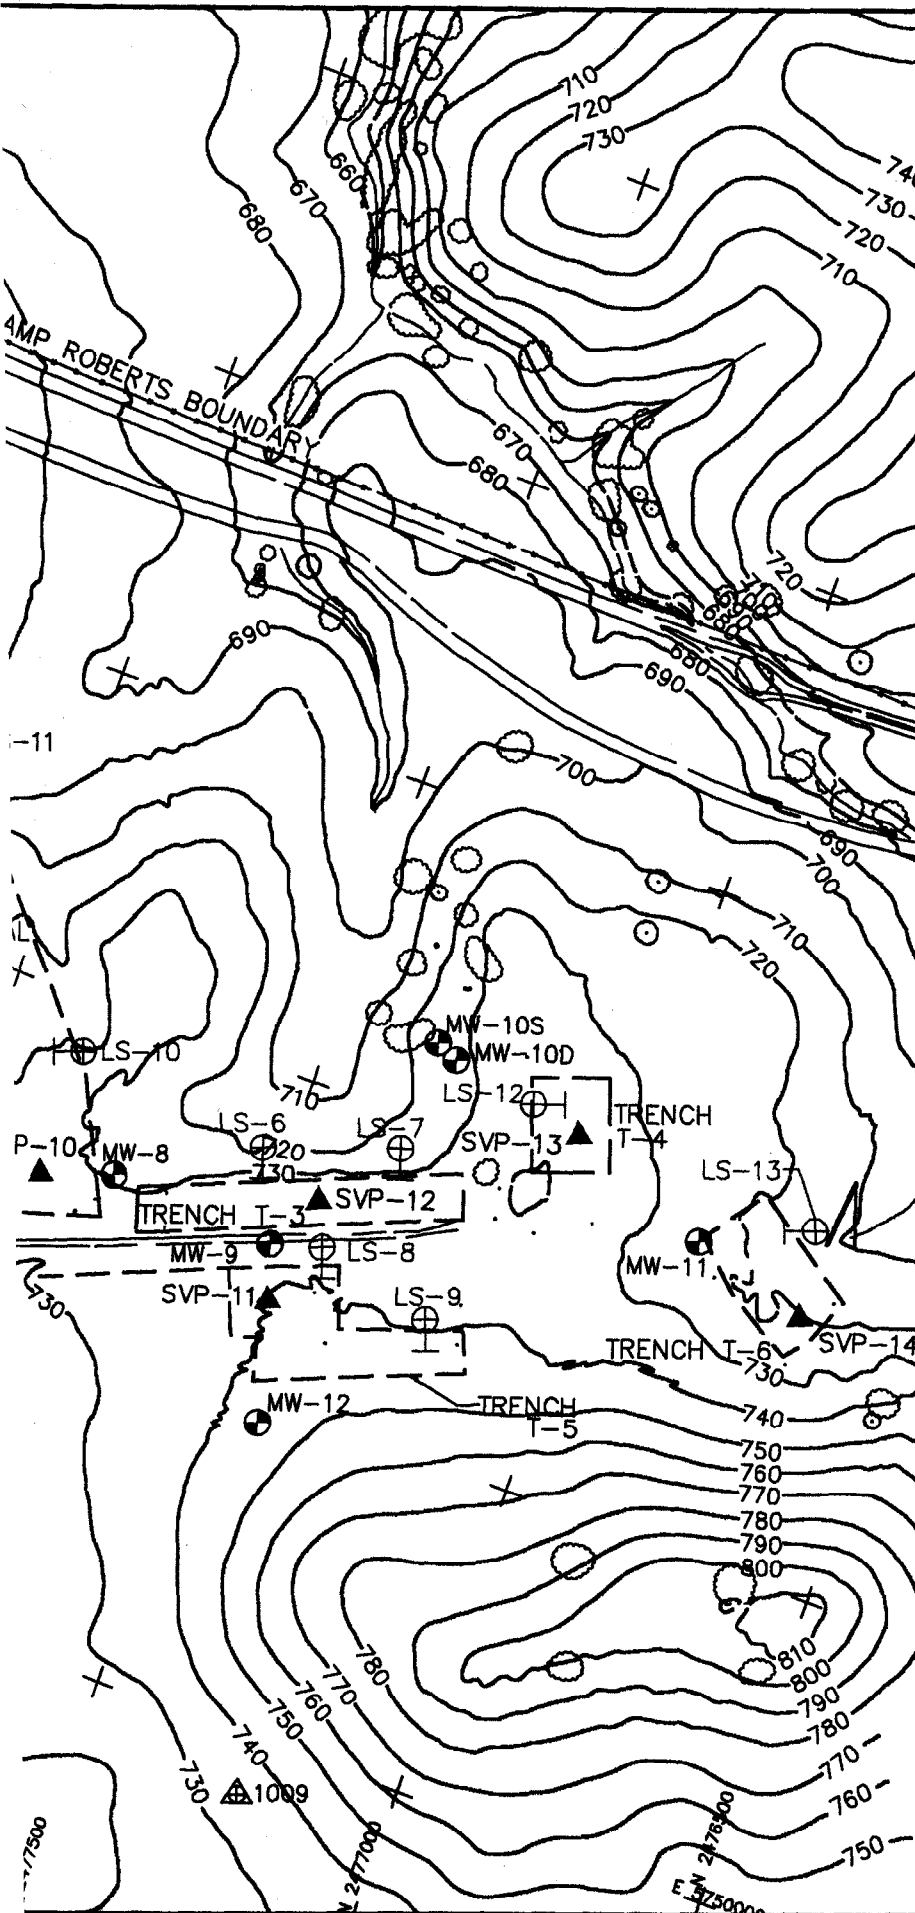 710
720
730
740
730
720
710
660
670
680
AMP ROBERTS BOUNDARY
670
680
720
690
680
690
-11
700
690
700
710
720
MW-10S
MW-10D
LS-10
710
LS-12
LS-6
LS-7
TRENCH
T-4
SVP-13
P-10
MW-8
720
730
LS-13
SVP-12
TRENCH T-3
MW-9
LS-8
MW-11
730
SVP-11
LS-9
TRENCH T-6
SVP-14
730
MW-12
TRENCH
T-5
740
750
760
770
780
790
800
810
800
790
780
770
760
750
780
770
760
750
740
730
1009
N 2477000
N 2476500